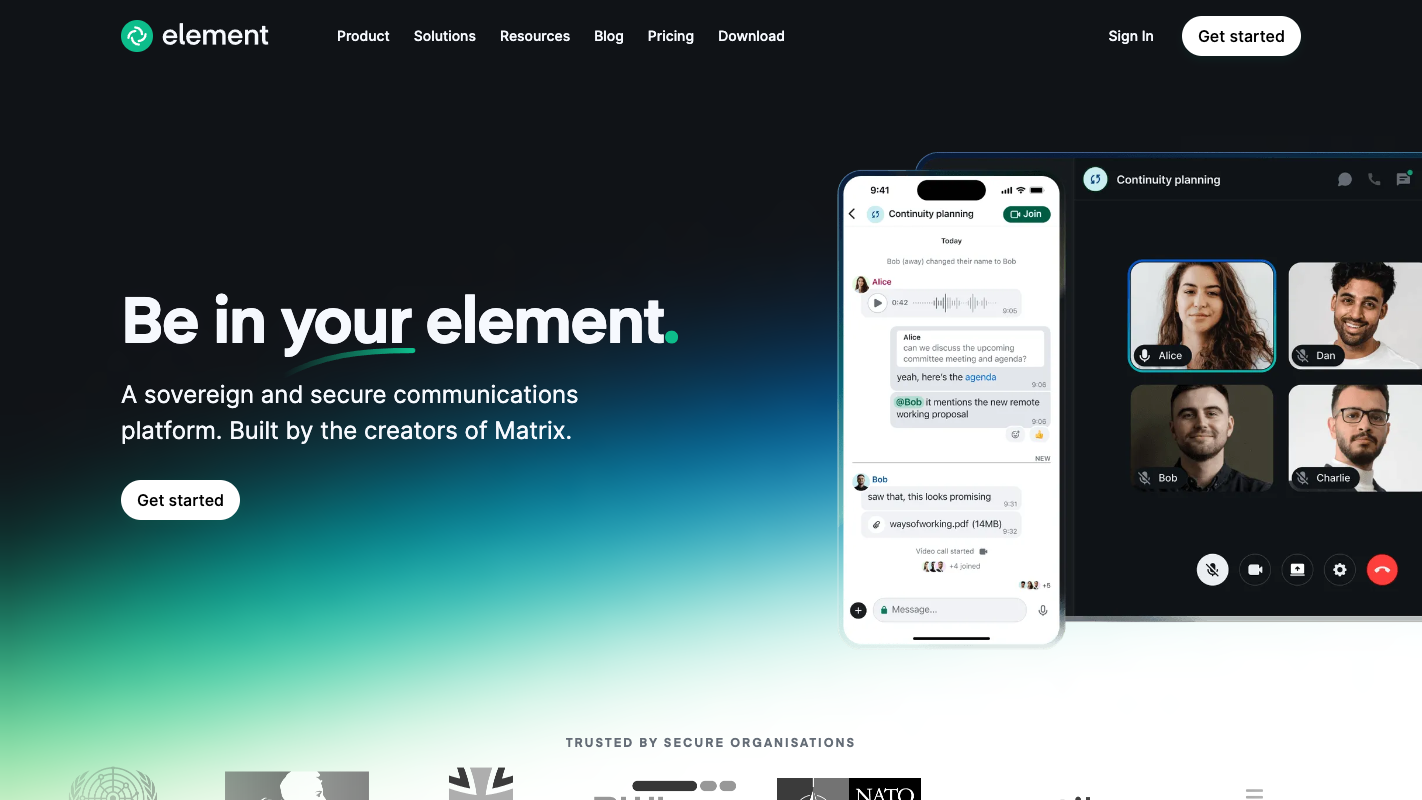 element
Product
Solutions
Resources
Blog
Pricing
Download
Sign In
Get started
Be in your element.
A sovereign and secure communications
platform. Built by the creators of Matrix.
Get started
9:41
Continuity planning
Join
Today
Bob (away) changed their name to Bob
Alice
0:42
9:05
Alice
can we discuss the upcoming
committee meeting and agenda?
yeah, here's the agenda
9:06
@Bob it mentions the new remote
working proposal
9:06
NEW
Bob
saw that, this looks promising
9:31
waysofworking.pdf (14MB)
9:32
Video call started
+4 joined
+5
Message...
Continuity planning
Alice
Dan
Bob
Charlie
TRUSTED BY SECURE ORGANISATIONS
NATO